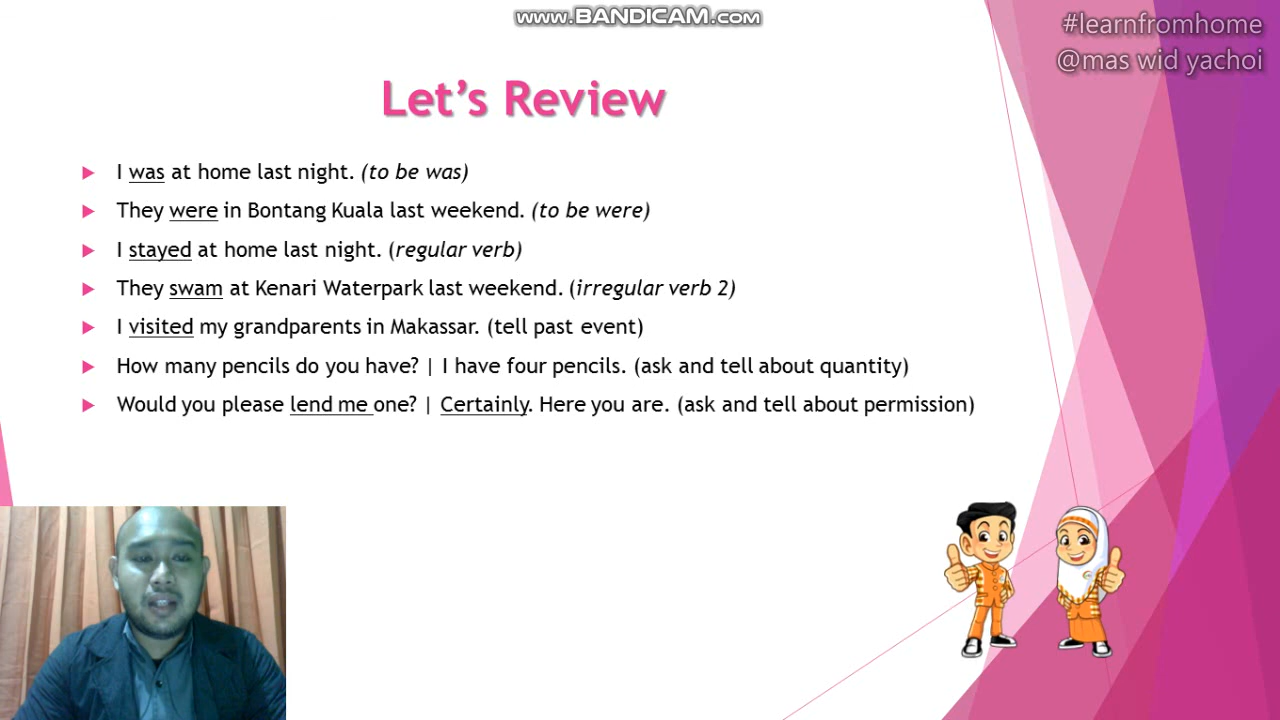 www.BANDICAM.com
#learnfromhome
@mas wid yachoi
Let's Review
I was at home last night. (to be was)
They were in Bontang Kuala last weekend. (to be were)
I stayed at home last night. (regular verb)
They swam at Kenari Waterpark last weekend. (irregular verb 2)
I visited my grandparents in Makassar. (tell past event)
How many pencils do you have? | I have four pencils. (ask and tell about quantity)
Would you please lend me one? | Certainly. Here you are. (ask and tell about permission)